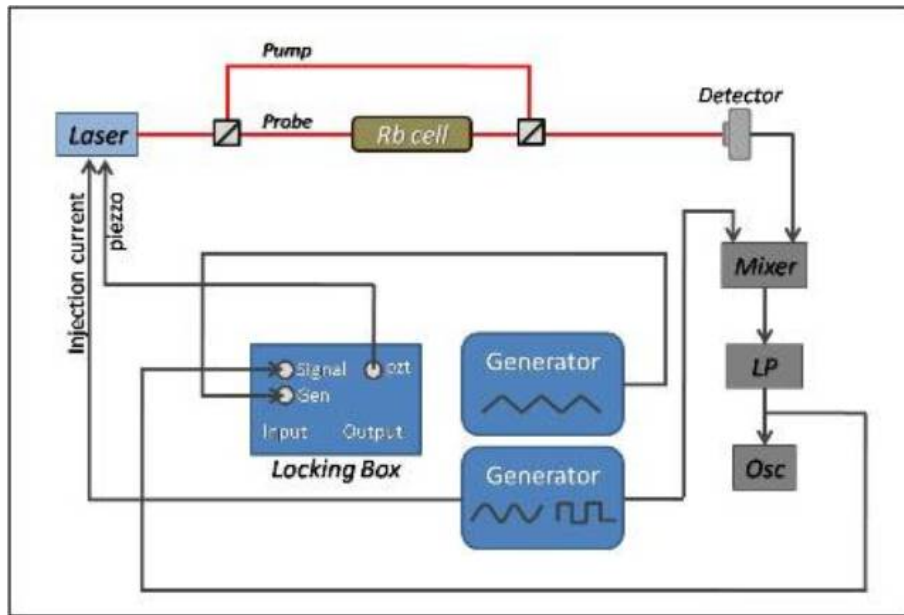 Pump
Detector
Laser
Probe
Rb cell
Injection current
piezzo
Mixer
Generator
Signal
pzt
LP
Gen
Input
Output
Locking Box
Generator
Osc